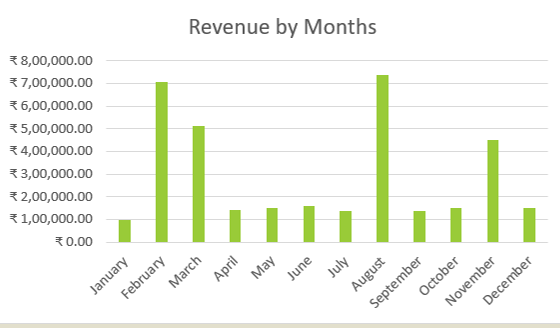 Revenue by Months
₹ 8,00,000.00
₹ 7,00,000.00
₹ 6,00,000.00
₹ 5,00,000.00
₹ 4,00,000.00
₹ 3,00,000.00
₹ 2,00,000.00
₹ 1,00,000.00
₹ 0.00
January
February
March
April
May
June
July
August
September
October
November
December